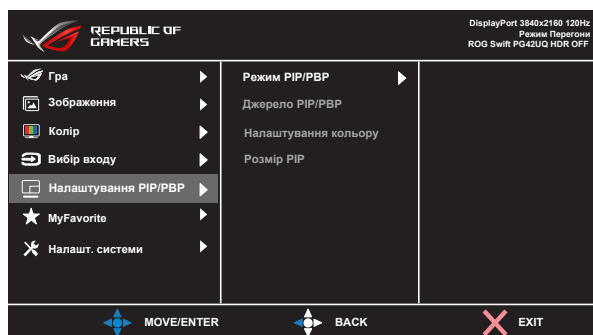 REPUBLIC OF
GAMERS
DisplayPort 3840x2160 120Hz
Режим Перегони
ROG Swift PG42UQ HDR OFF
Гра
Режим PIP/PBP
Зображення
Джерело PIP/PBP
Колір
Налаштування кольору
Вибір входу
Розмір PIP
Налаштування PIP/PBP
MyFavorite
Налашт. системи
MOVE/ENTER
BACK
EXIT